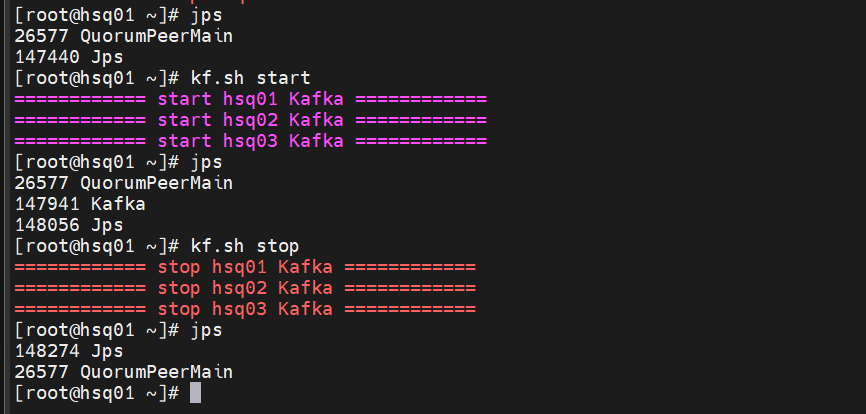 [root@hsq01 ~]# jps
26577 QuorumPeerMain
147440 Jps
[root@hsq01 ~]# kf.sh start
============ start hsq01 Kafka ============
============ start hsq02 Kafka ============
============ start hsq03 Kafka ============
[root@hsq01 ~]# jps
26577 QuorumPeerMain
147941 Kafka
148056 Jps
[root@hsq01 ~]# kf.sh stop
============ stop hsq01 Kafka ============
============ stop hsq02 Kafka ============
============ stop hsq03 Kafka ============
[root@hsq01 ~]# jps
148274 Jps
26577 QuorumPeerMain
[root@hsq01 ~]#